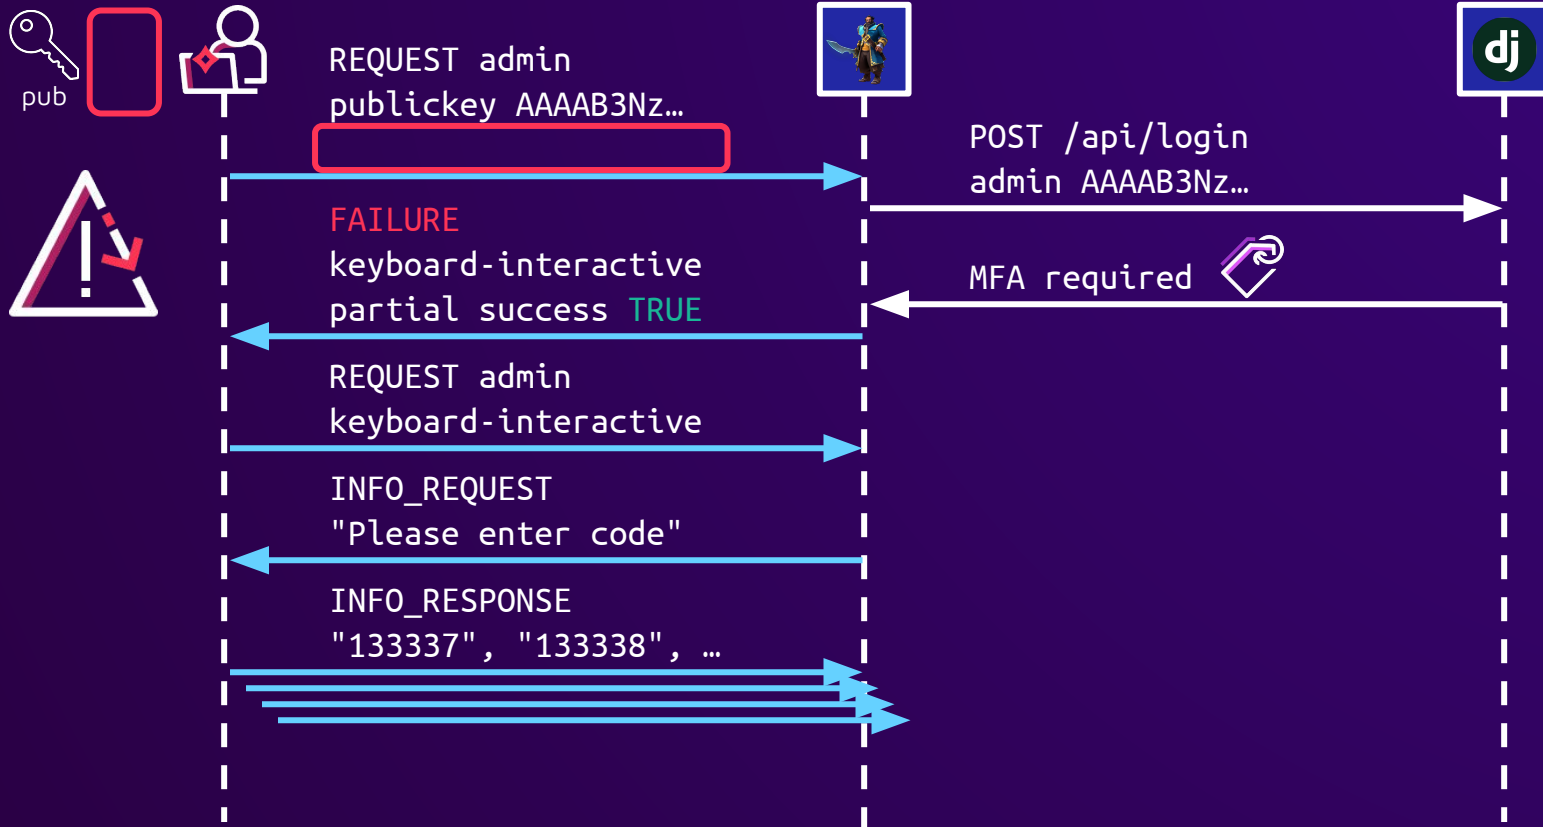 pub
REQUEST admin
publickey AAAAB3Nz…
POST /api/login
admin AAAAB3Nz…
FAILURE
keyboard-interactive
partial success TRUE
MFA required
REQUEST admin
keyboard-interactive
INFO_REQUEST
"Please enter code"
INFO_RESPONSE
"133337", "133338", …
dj